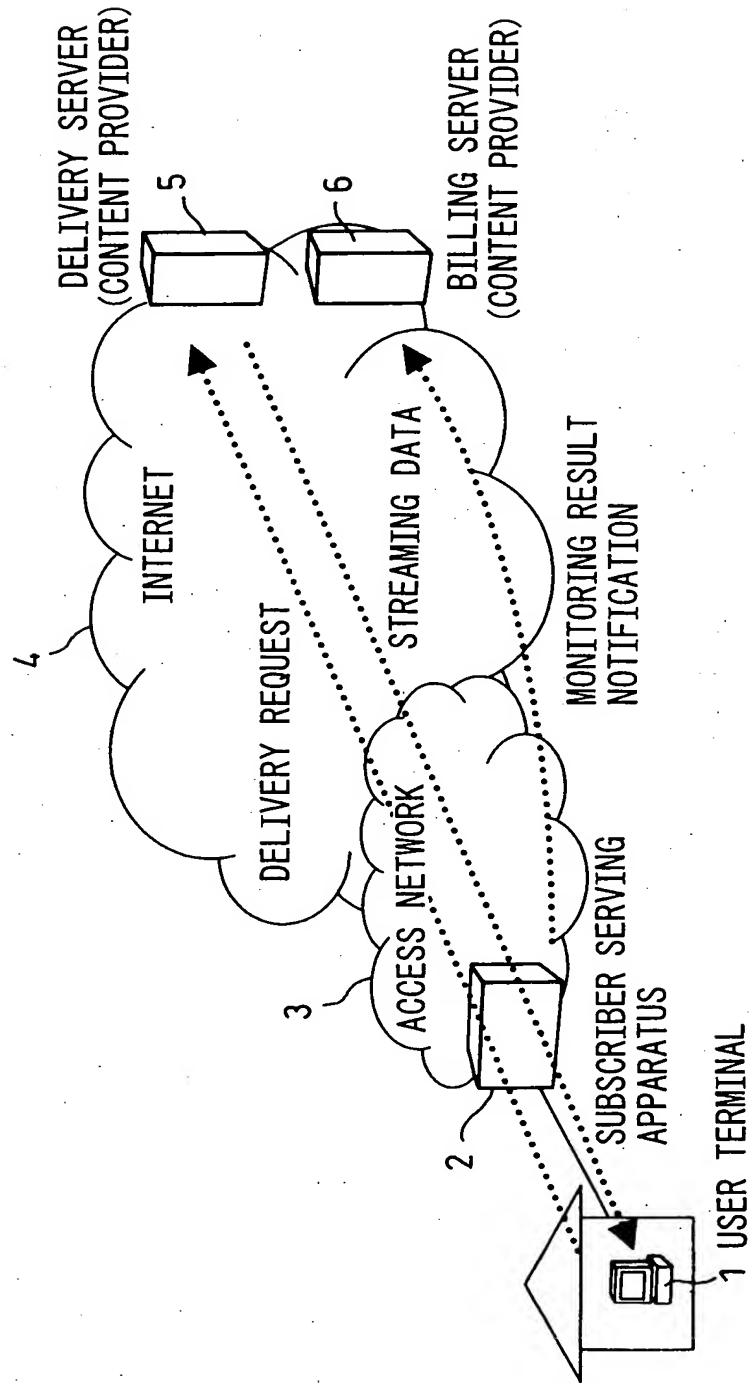 DELIVERY SERVER
(CONTENT PROVIDER)
5
6
BILLING SERVER
(CONTENT PROVIDER)
4
INTERNET
DELIVERY REQUEST
STREAMING DATA
MONITORING RESULT
NOTIFICATION
3
ACCESS NETWORK
2
SUBSCRIBER SERVING
APPARATUS
1 USER TERMINAL